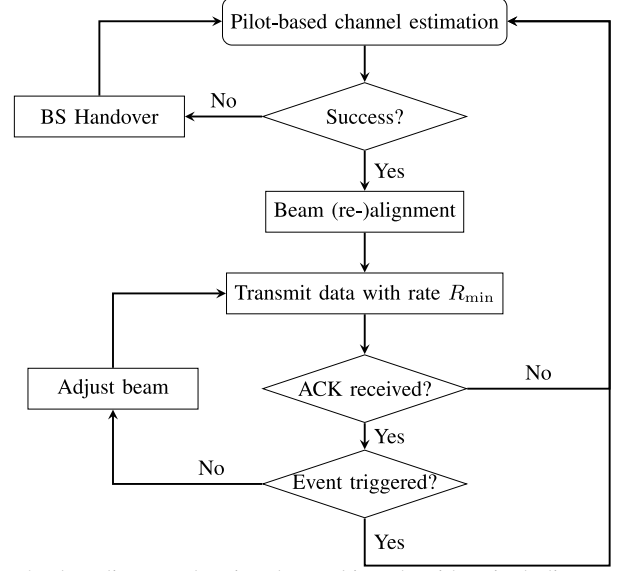 Pilot-based channel estimation
No
BS Handover
Success?
Yes
Beam (re-)alignment
Transmit data with rate R_min
Adjust beam
ACK received?
No
Yes
No
Event triggered?
Yes